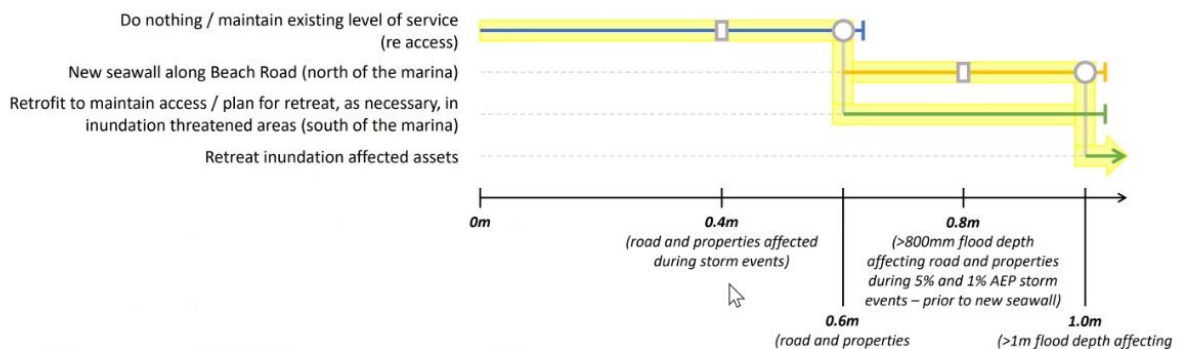 Do nothing / maintain existing level of service
(re access)
New seawall along Beach Road (north of the marina)
Retrofit to maintain access / plan for retreat, as necessary, in
inundation threatened areas (south of the marina)
Retreat inundation affected assets
0m
0.4m
(road and properties affected
during storm events)
0.8m
(>800mm flood depth
affecting road and properties
during 5% and 1% AEP storm
events – prior to new seawall)
0.6m
(road and properties
1.0m
(>1m flood depth affecting